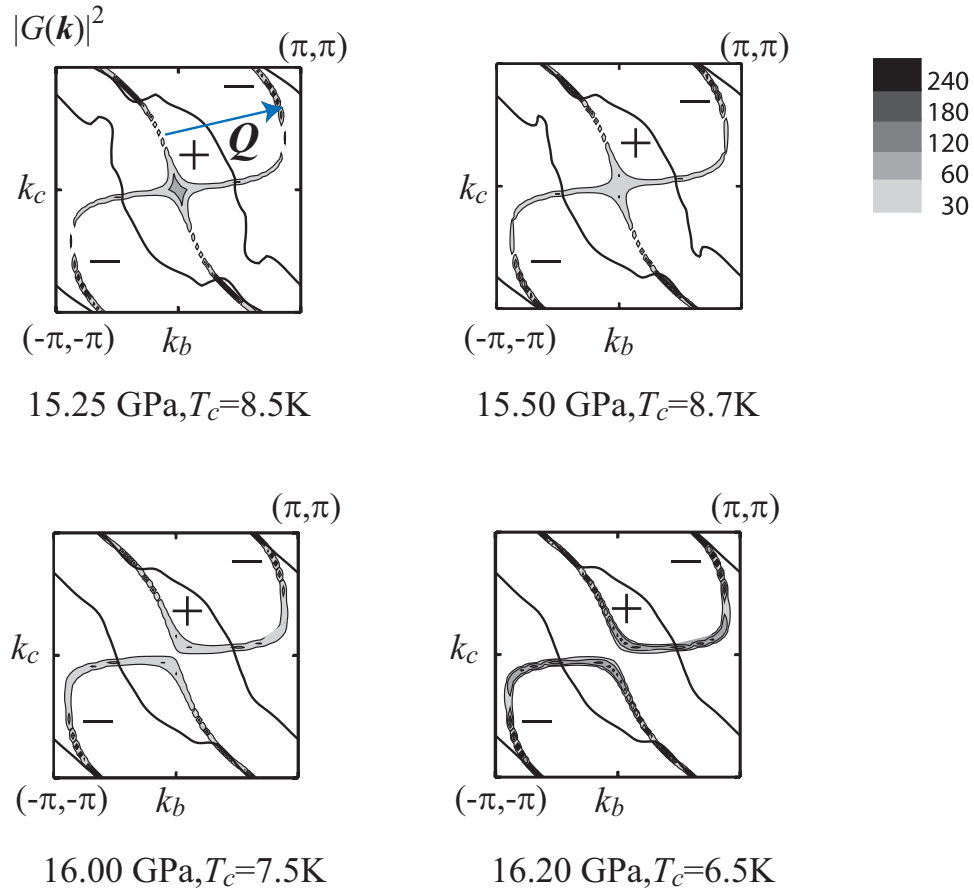 |G(k)|²
(π,π)
(π,π)
240
180
120
60
30
−
−
Q
+
+
k_c
k_c
−
−
(-π,-π)
k_b
(-π,-π)
k_b
15.25 GPa,T_c=8.5K
15.50 GPa,T_c=8.7K
(π,π)
(π,π)
−
−
+
+
k_c
k_c
−
−
(-π,-π)
k_b
(-π,-π)
k_b
16.00 GPa,T_c=7.5K
16.20 GPa,T_c=6.5K